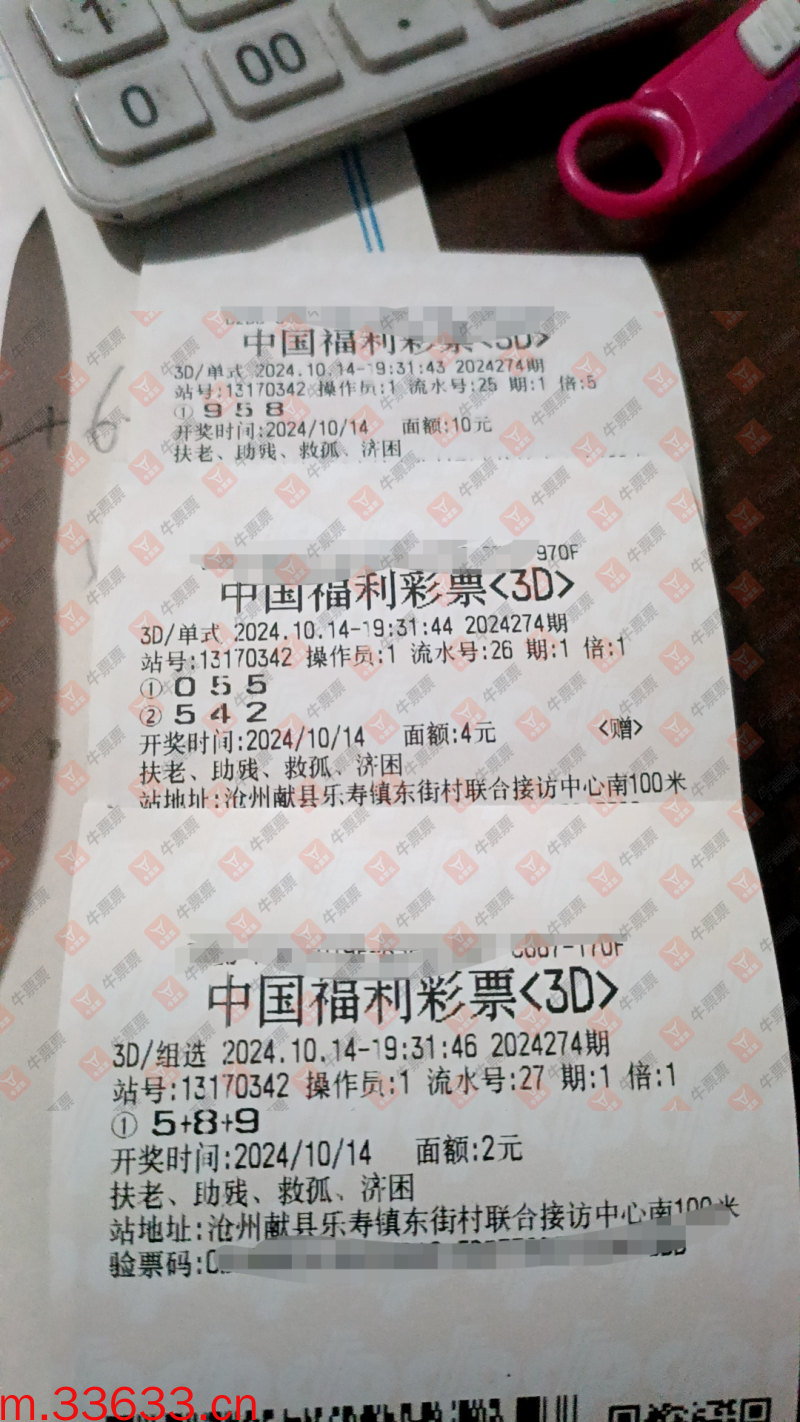 1
0
00
.
+6
中国福利彩票<3D>
3D/单式 2024.10.14-19:31:43 2024274期
站号:13170342 操作员:1 流水号:25 期:1 倍:5
① 9 5 8
开奖时间:2024/10/14 面额:10元
扶老、助残、救孤、济困
970F
中国福利彩票<3D>
3D/单式 2024.10.14-19:31:44 2024274期
站号:13170342 操作员:1 流水号:26 期:1 倍:1
① 0 5 5
② 5 4 2
开奖时间:2024/10/14 面额:4元 <赠>
扶老、助残、救孤、济困
站地址:沧州献县乐寿镇东街村联合接访中心南100米
-170F
中国福利彩票<3D>
3D/组选 2024.10.14-19:31:46 2024274期
站号:13170342 操作员:1 流水号:27 期:1 倍:1
① 5+8+9
开奖时间:2024/10/14 面额:2元
扶老、助残、救孤、济困
站地址:沧州献县乐寿镇东街村联合接访中心南100米
验票码:
牛票票
m.33633.cn